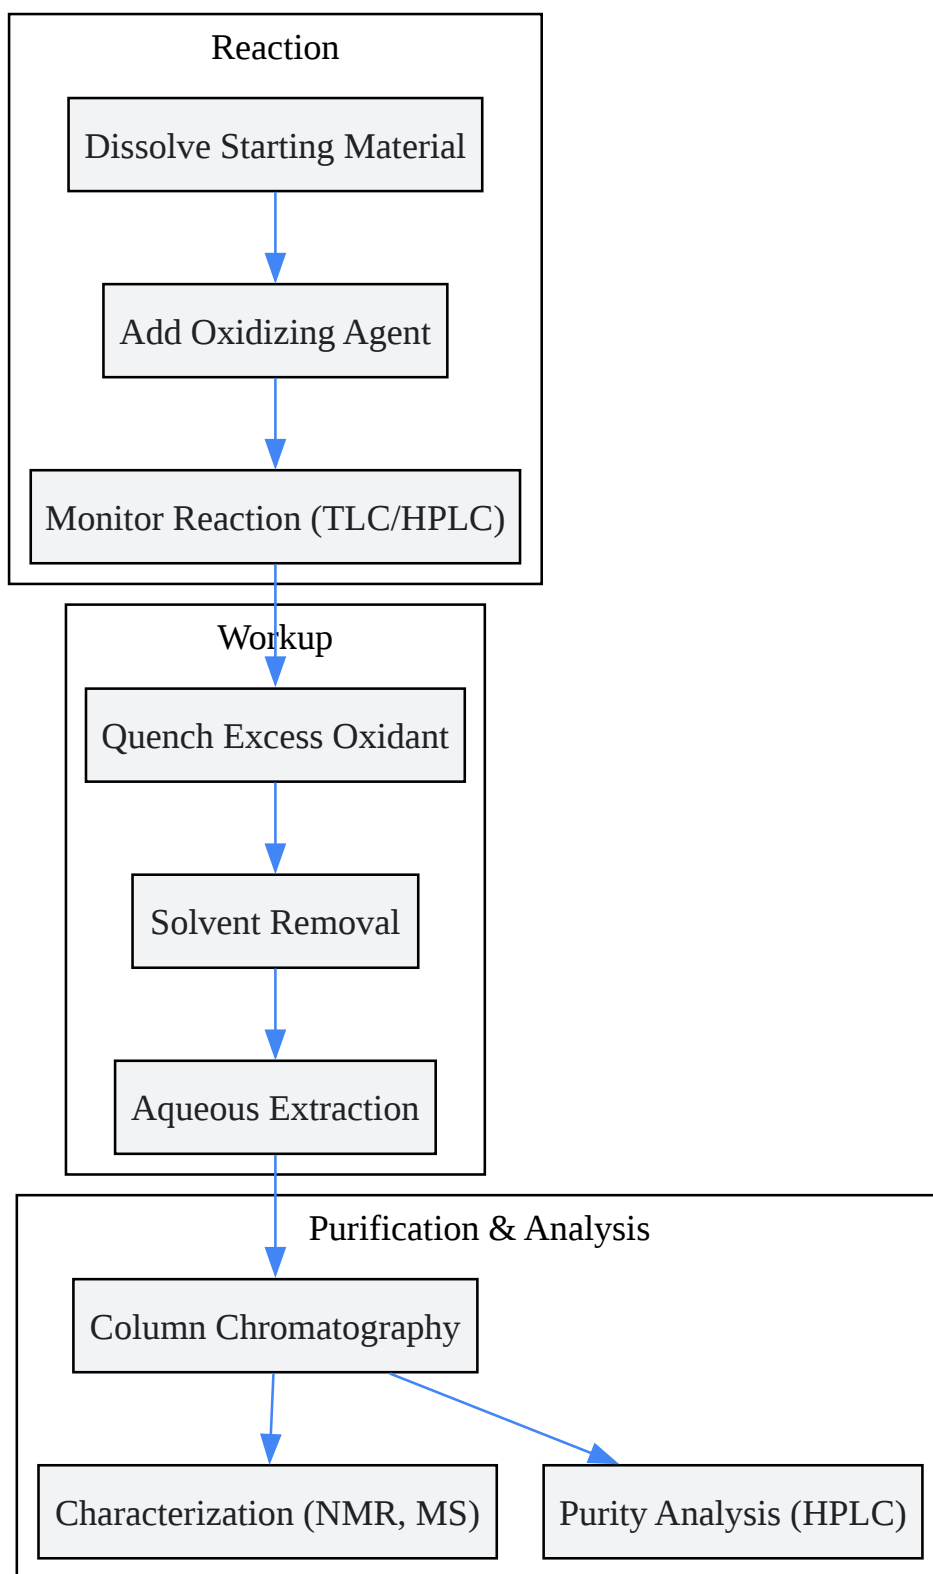 Reaction
Dissolve Starting Material
Add Oxidizing Agent
Monitor Reaction (TLC/HPLC)
Workup
Quench Excess Oxidant
Solvent Removal
Aqueous Extraction
Purification & Analysis
Column Chromatography
Characterization (NMR, MS)
Purity Analysis (HPLC)